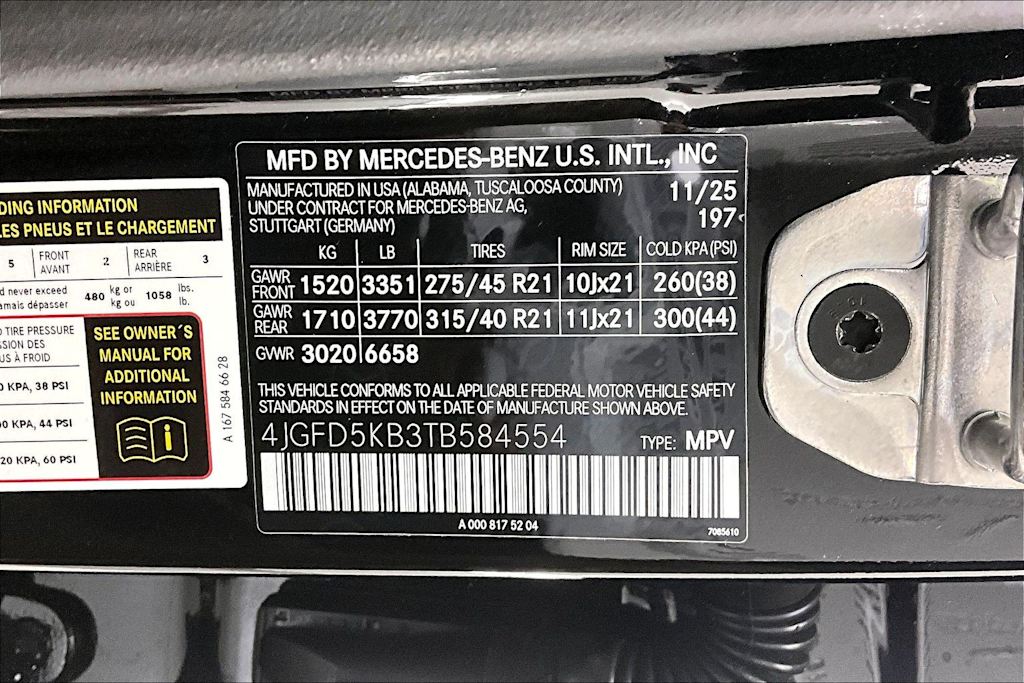 MFD BY MERCEDES-BENZ U.S. INTL., INC
MANUFACTURED IN USA (ALABAMA, TUSCALOOSA COUNTY) 11/25
UNDER CONTRACT FOR MERCEDES-BENZ AG, 197
STUTTGART (GERMANY)
KG LB TIRES RIM SIZE COLD KPA (PSI)
GAWR FRONT 1520 3351 275/45 R21 10Jx21 260(38)
GAWR REAR 1710 3770 315/40 R21 11Jx21 300(44)
GVWR 3020 6658
THIS VEHICLE CONFORMS TO ALL APPLICABLE FEDERAL MOTOR VEHICLE SAFETY
STANDARDS IN EFFECT ON THE DATE OF MANUFACTURE SHOWN ABOVE.
4JGFD5KB3TB584554 TYPE: MPV
A 000 817 52 04
7085610
DING INFORMATION
LES PNEUS ET LE CHARGEMENT
5 FRONT AVANT 2 REAR ARRIÈRE 3
d never exceed 480 kg or 1058 lbs.
amais dépasser kg ou lb.
D TIRE PRESSURE
SSION DES
US À FROID
0 KPA, 38 PSI
00 KPA, 44 PSI
20 KPA, 60 PSI
SEE OWNER´S
MANUAL FOR
ADDITIONAL
INFORMATION
A 167 584 66 28